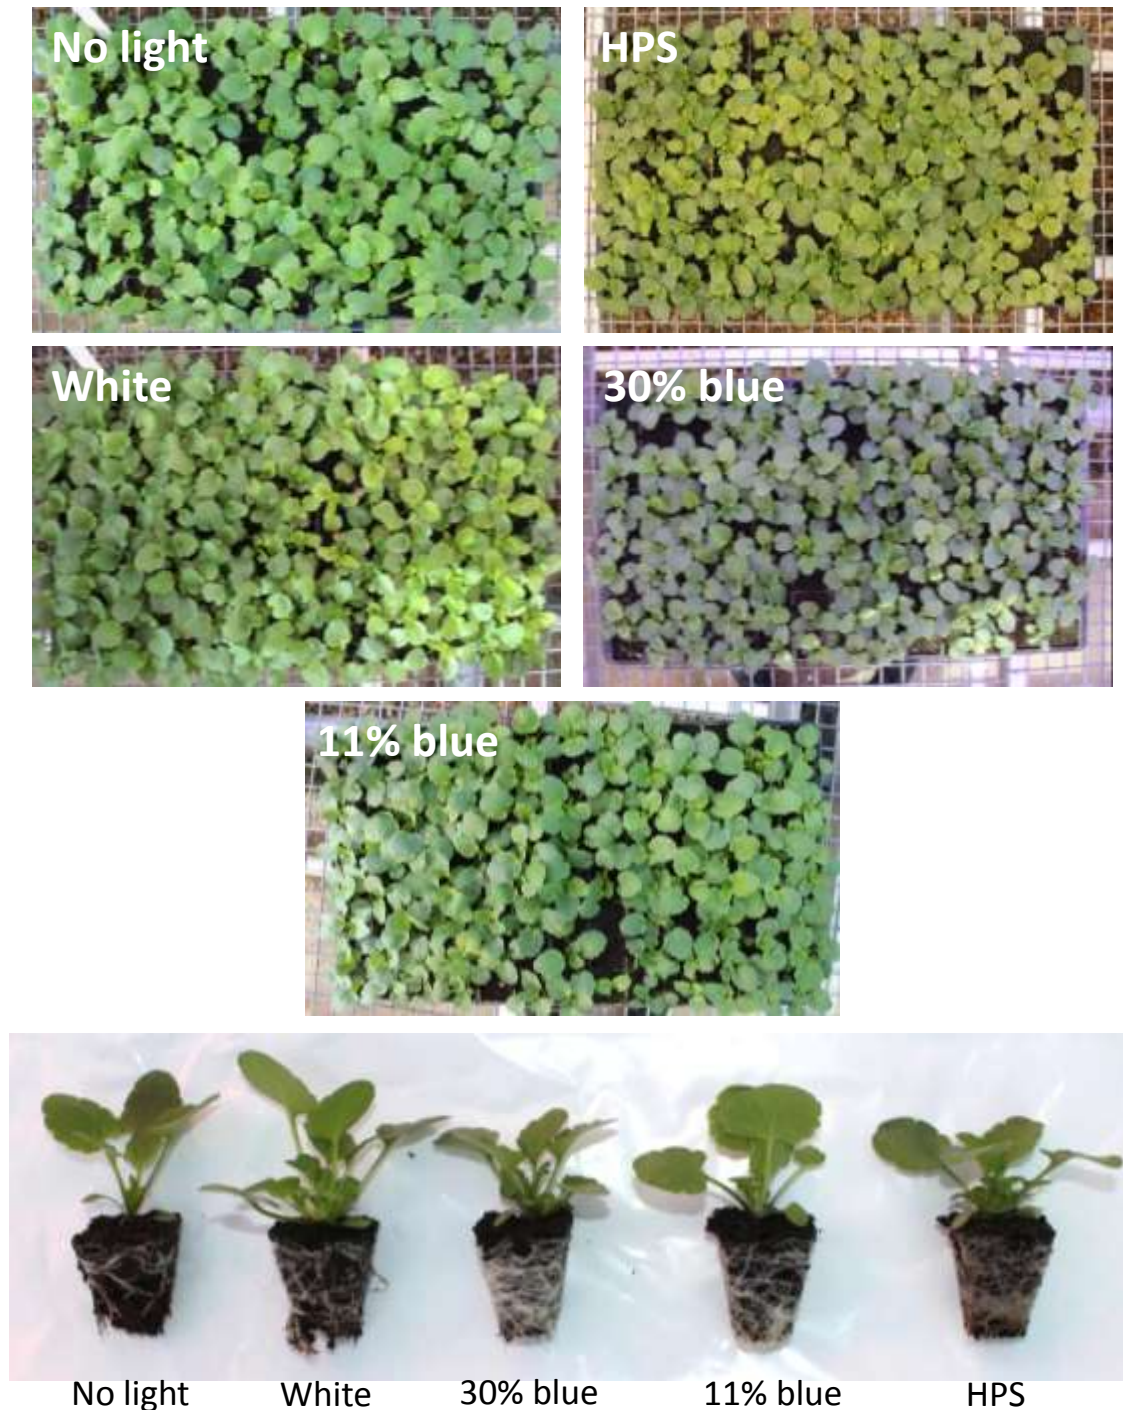 No light
HPS
White
30% blue
11% blue
No light White 30% blue 11% blue HPS